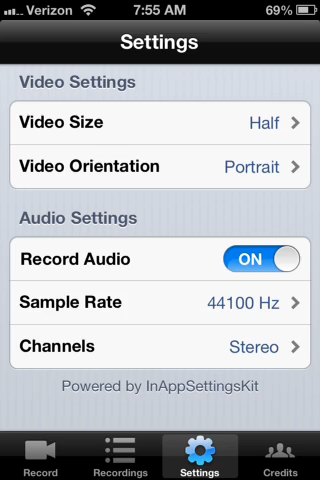 Verizon 7:55 AM 69%
Settings
Video Settings
Video Size Half
Video Orientation Portrait
Audio Settings
Record Audio ON
Sample Rate 44100 Hz
Channels Stereo
Powered by InAppSettingsKit
Record Recordings Settings Credits